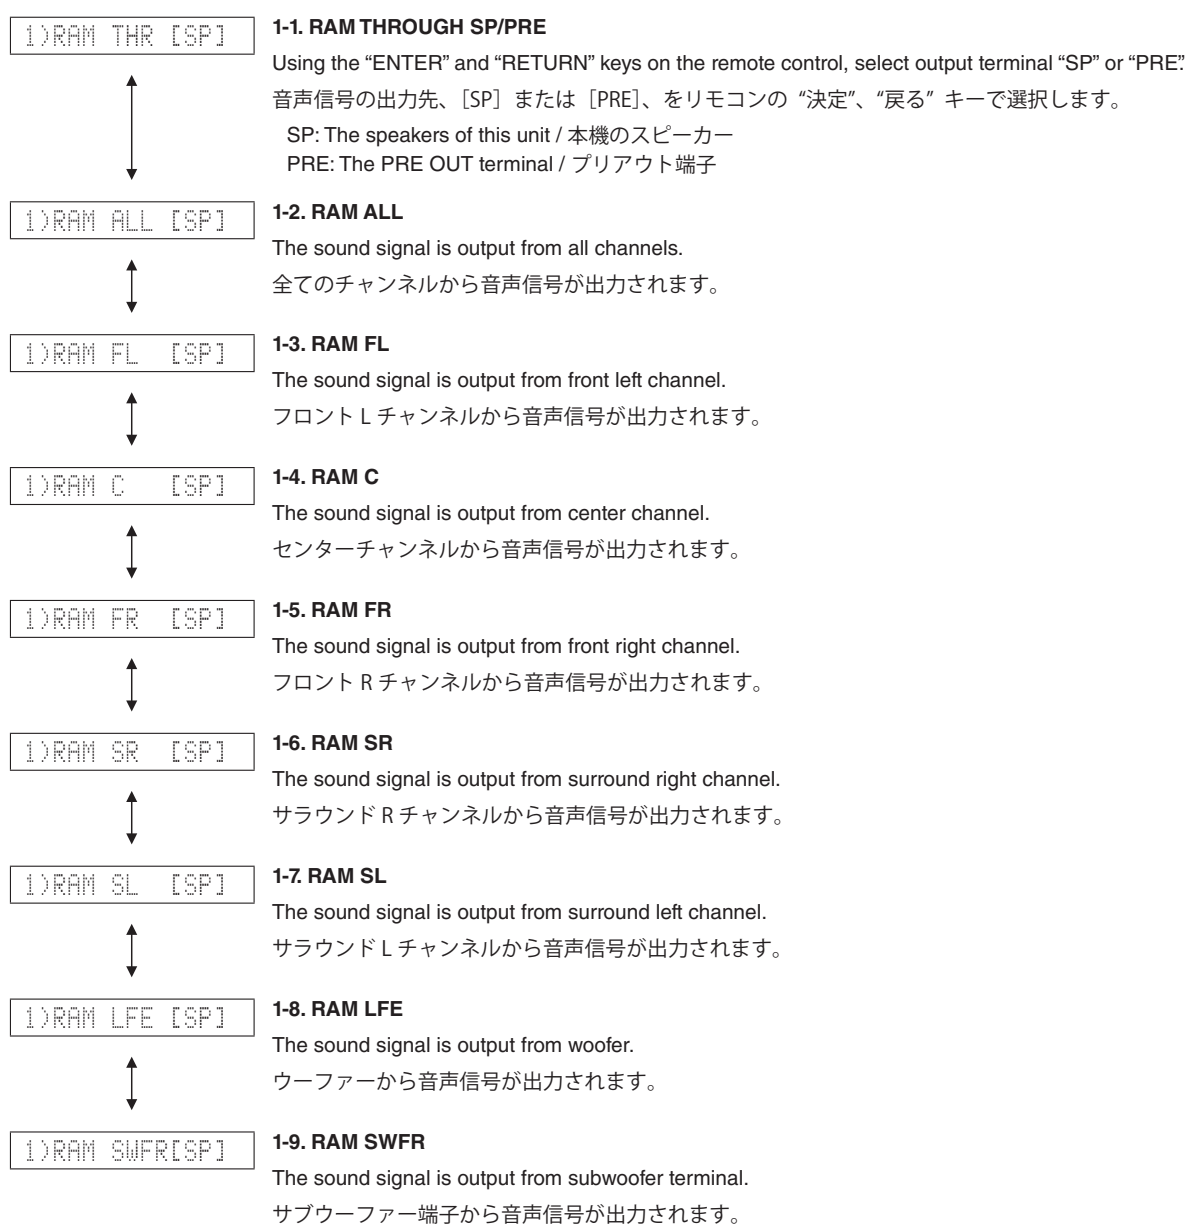 1)RAM THR [SP]
1-1. RAM THROUGH SP/PRE
Using the “ENTER” and “RETURN” keys on the remote control, select output terminal “SP” or “PRE”.
音声信号の出力先、［SP］または［PRE］、をリモコンの “決定”、“戻る” キーで選択します。
SP: The speakers of this unit / 本機のスピーカー
PRE: The PRE OUT terminal / プリアウト端子
1)RAM ALL [SP]
1-2. RAM ALL
The sound signal is output from all channels.
全てのチャンネルから音声信号が出力されます。
1)RAM FL [SP]
1-3. RAM FL
The sound signal is output from front left channel.
フロント L チャンネルから音声信号が出力されます。
1)RAM C [SP]
1-4. RAM C
The sound signal is output from center channel.
センターチャンネルから音声信号が出力されます。
1)RAM FR [SP]
1-5. RAM FR
The sound signal is output from front right channel.
フロント R チャンネルから音声信号が出力されます。
1)RAM SR [SP]
1-6. RAM SR
The sound signal is output from surround right channel.
サラウンド R チャンネルから音声信号が出力されます。
1)RAM SL [SP]
1-7. RAM SL
The sound signal is output from surround left channel.
サラウンド L チャンネルから音声信号が出力されます。
1)RAM LFE [SP]
1-8. RAM LFE
The sound signal is output from woofer.
ウーファーから音声信号が出力されます。
1)RAM SWFR[SP]
1-9. RAM SWFR
The sound signal is output from subwoofer terminal.
サブウーファー端子から音声信号が出力されます。